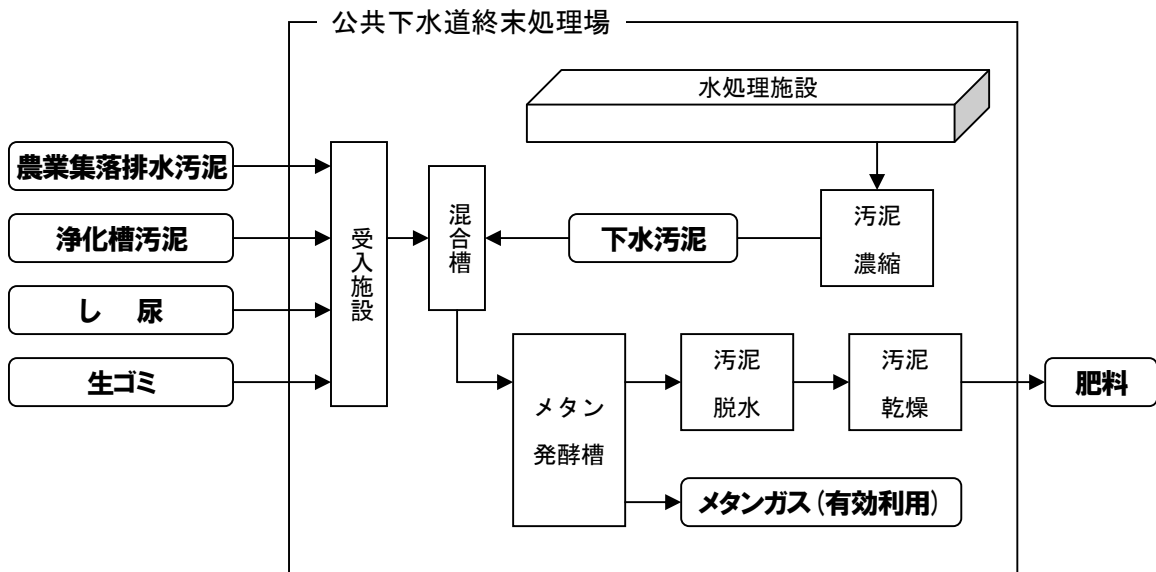 公共下水道終末処理場
水処理施設
農業集落排水汚泥
浄化槽汚泥
し 尿
生ゴミ
受入施設
混合槽
下水汚泥
汚泥
濃縮
メタン
発酵槽
汚泥
脱水
汚泥
乾燥
肥料
メタンガス(有効利用)